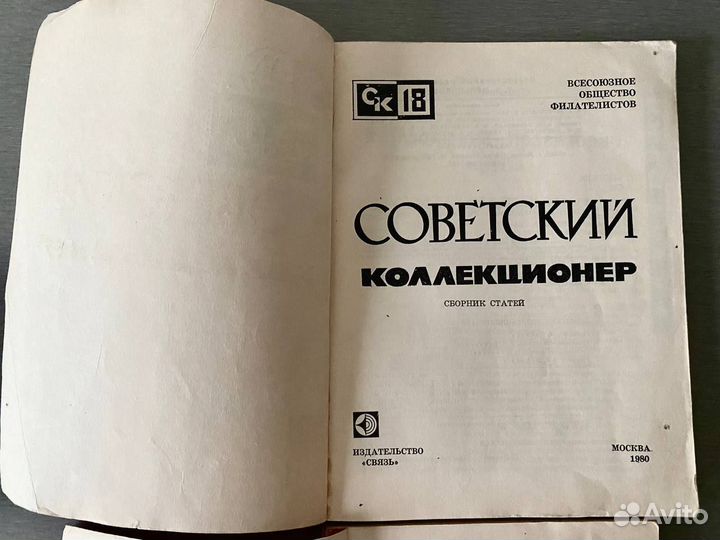 СК 18
ВСЕСОЮЗНОЕ
ОБЩЕСТВО
ФИЛАТЕЛИСТОВ
СОВЕТСКИЙ
КОЛЛЕКЦИОНЕР
СБОРНИК СТАТЕЙ
ИЗДАТЕЛЬСТВО
«СВЯЗЬ»
МОСКВА
1980
Avito